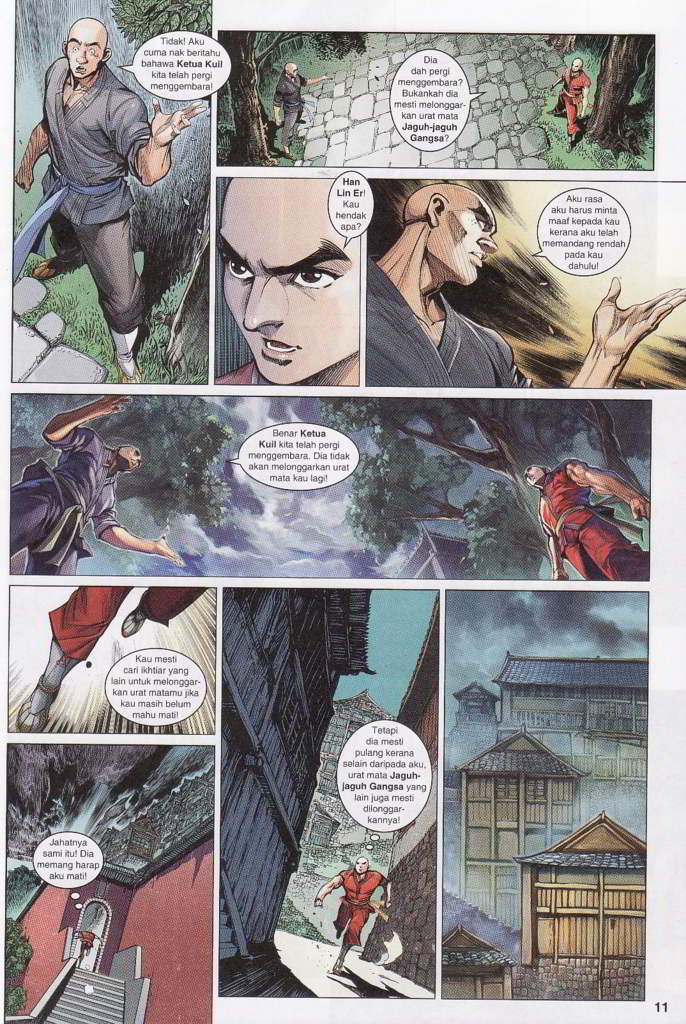 Tidak! Aku
cuma nak beritahu
bahawa Ketua Kuil
kita telah pergi
menggembara!
Dia
dah pergi
menggembara?
Bukankah dia
mesti melonggar-
kan urat mata
Jaguh-jaguh
Gangsa?
Han
Lin Er!
Kau
hendak
apa?
Aku rasa
aku harus minta
maaf kepada kau
kerana aku telah
memandang rendah
pada kau
dahulu!
Benar Ketua
Kuil kita telah pergi
menggembara. Dia tidak
akan melonggarkan urat
mata kau lagi!
Kau mesti
cari ikhtiar yang
lain untuk melongga-
rkan urat matamu jika
kau masih belum
mahu mati!
Jahatnya
sami itu! Dia
memang harap
aku mati!
Tetapi
dia mesti
pulang kerana
selain daripada aku,
urat mata Jaguh-
jaguh Gangsa yang
lain juga mesti
dilonggar-
kannya!
11